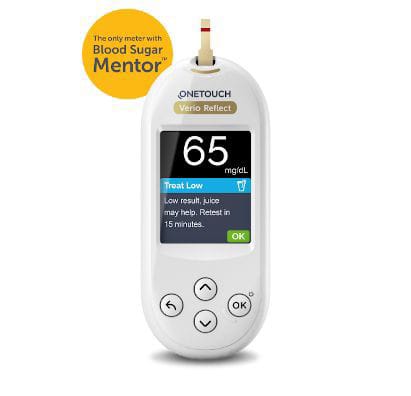 The only meter with
Blood Sugar
Mentor™
ONETOUCH
Verio Reflect
65
mg/dL
Treat Low
Low result, juice
may help. Retest in
15 minutes.
OK
OK